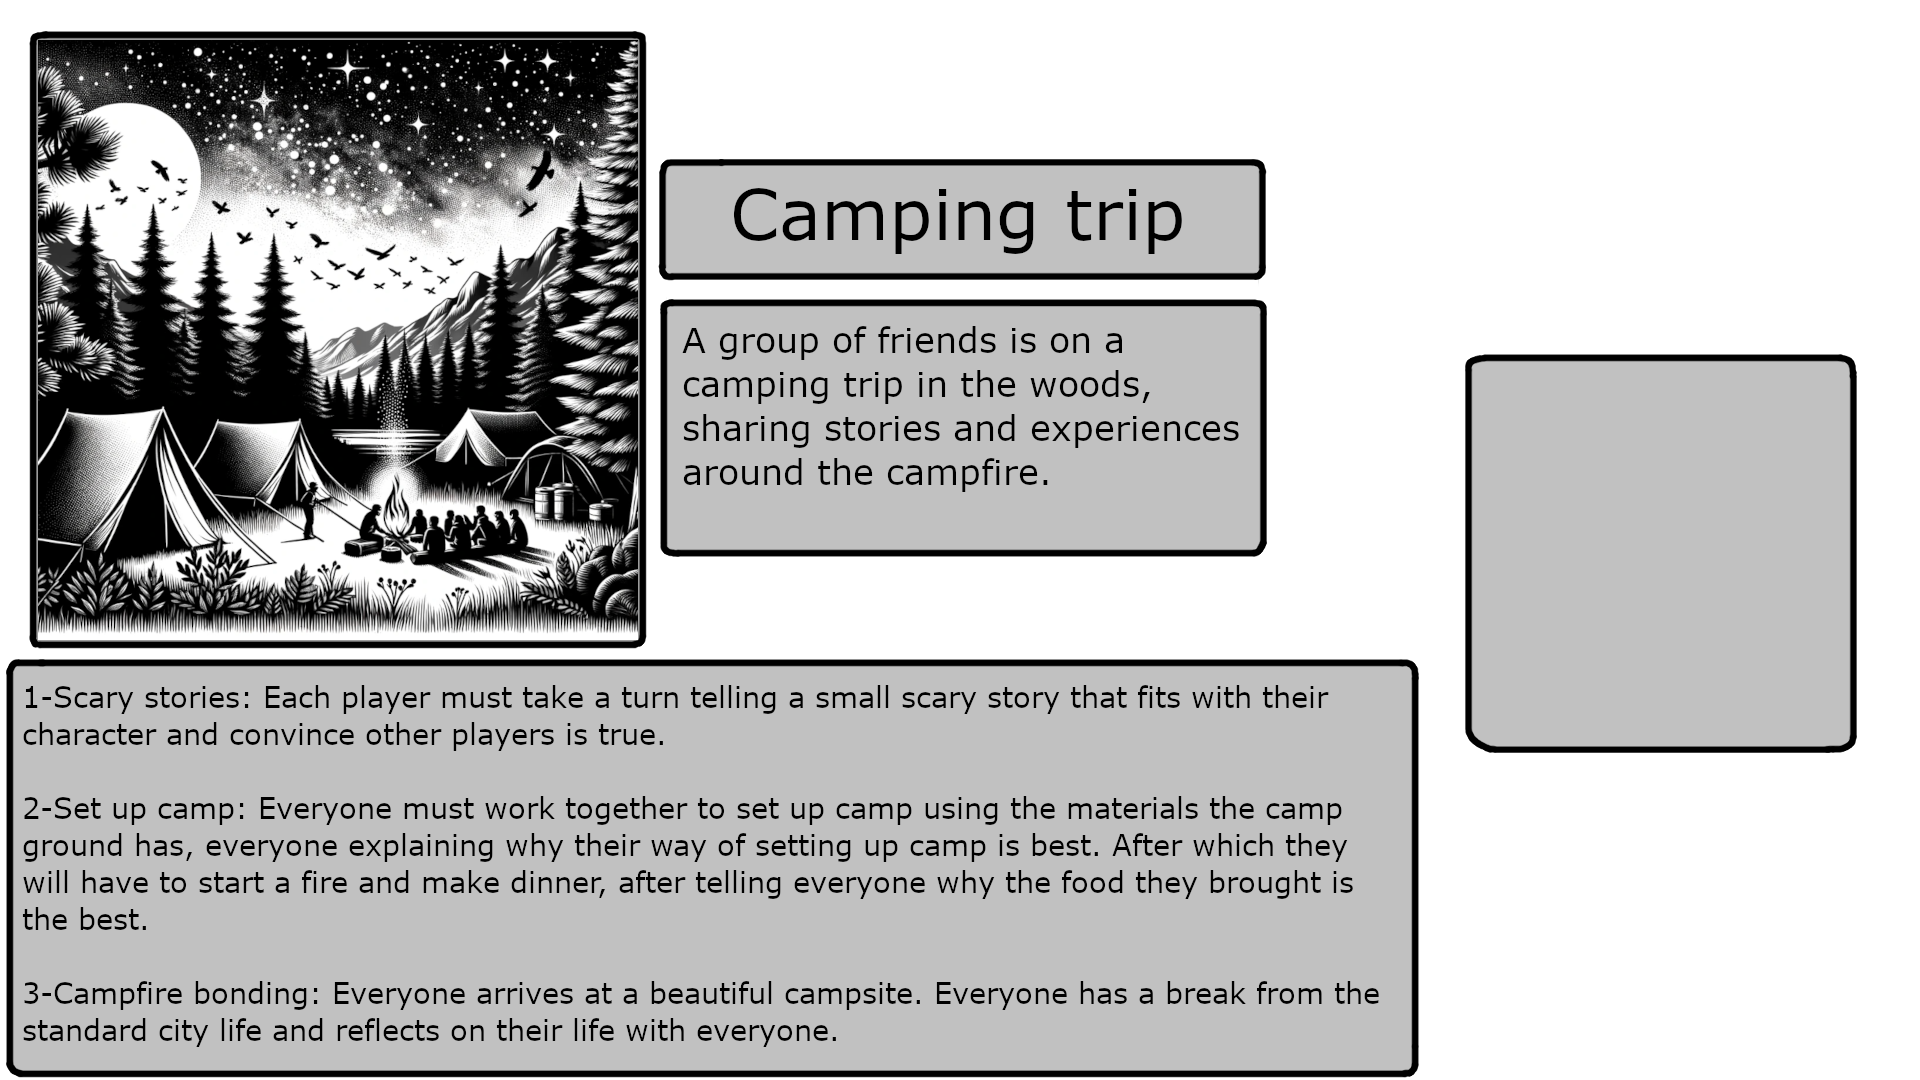 Camping trip
A group of friends is on a
camping trip in the woods,
sharing stories and experiences
around the campfire.
1-Scary stories: Each player must take a turn telling a small scary story that fits with their
character and convince other players is true.
2-Set up camp: Everyone must work together to set up camp using the materials the camp
ground has, everyone explaining why their way of setting up camp is best. After which they
will have to start a fire and make dinner, after telling everyone why the food they brought is
the best.
3-Campfire bonding: Everyone arrives at a beautiful campsite. Everyone has a break from the
standard city life and reflects on their life with everyone.